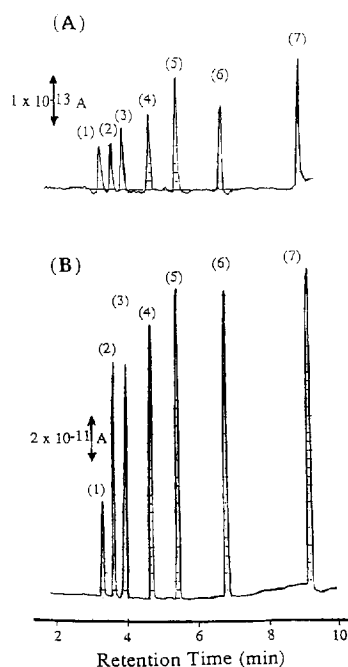 (A)
1 x 10-13 A
(1)
(2)
(3)
(4)
(5)
(6)
(7)
(B)
2 x 10-11 A
(1)
(2)
(3)
(4)
(5)
(6)
(7)
2 4 6 8 10
Retention Time (min)